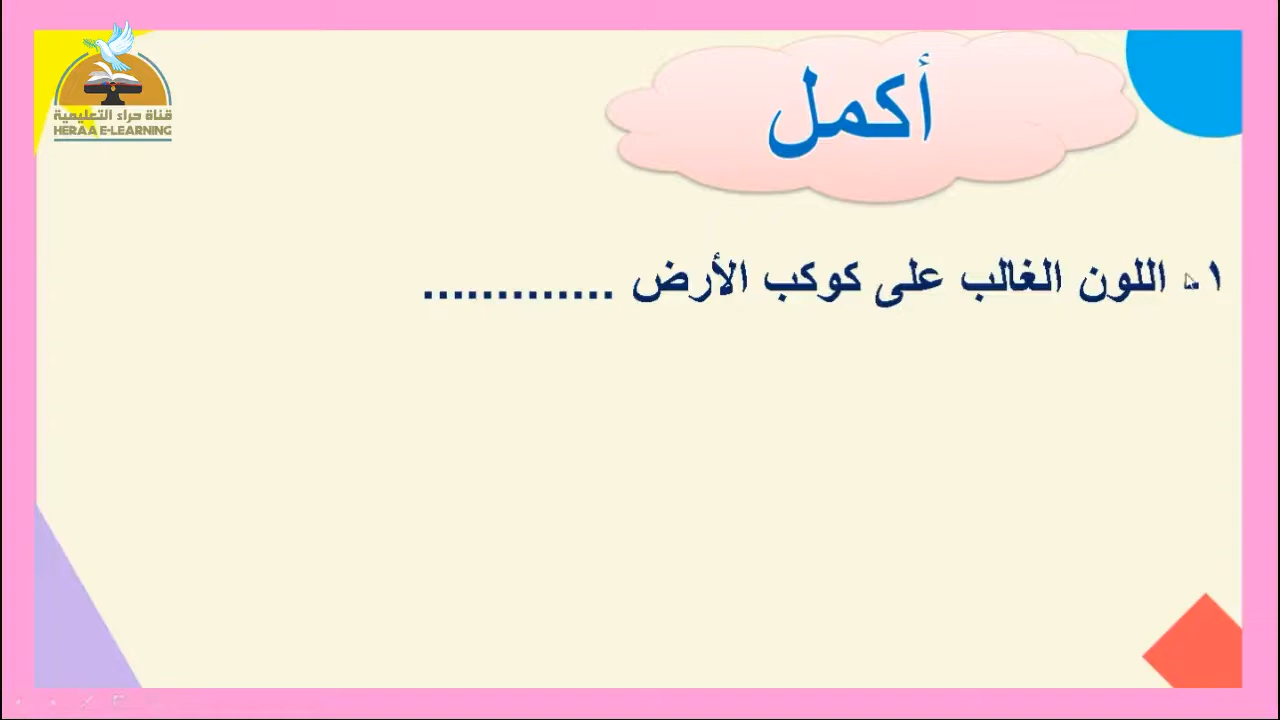 قناة حراء التعليمية
HERAA E-LEARNING
أكمل
١- اللون الغالب على كوكب الأرض .............